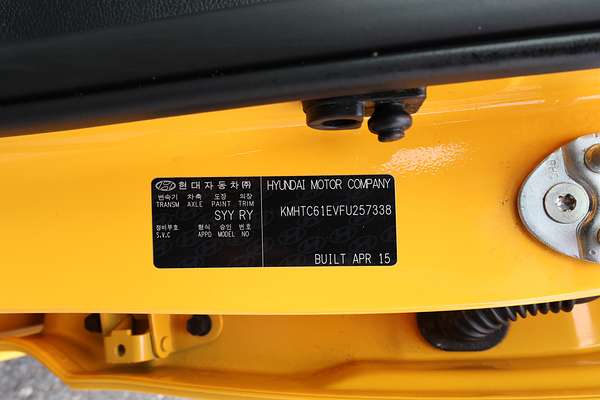 현대자동차㈜
변속기 차축 도장 의장
TRANSM AXLE PAINT TRIM
SYY RY
정비부호 형식 승인 번호
S.V.C APPD MODEL NO
HYUNDAI MOTOR COMPANY
KMHTC61EVFU257338
BUILT APR 15